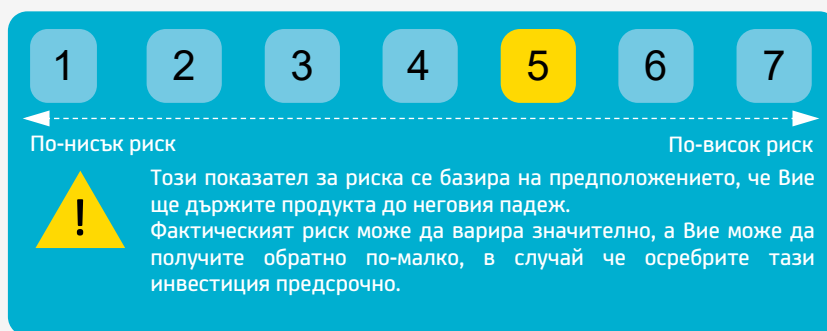 1 2 3 4 5 6 7
По-нисък риск По-висок риск
!
Този показател за риска се базира на предположението, че Вие
ще държите продукта до неговия падеж.
Фактическият риск може да варира значително, а Вие може да
получите обратно по-малко, в случай че осребрите тази
инвестиция предсрочно.